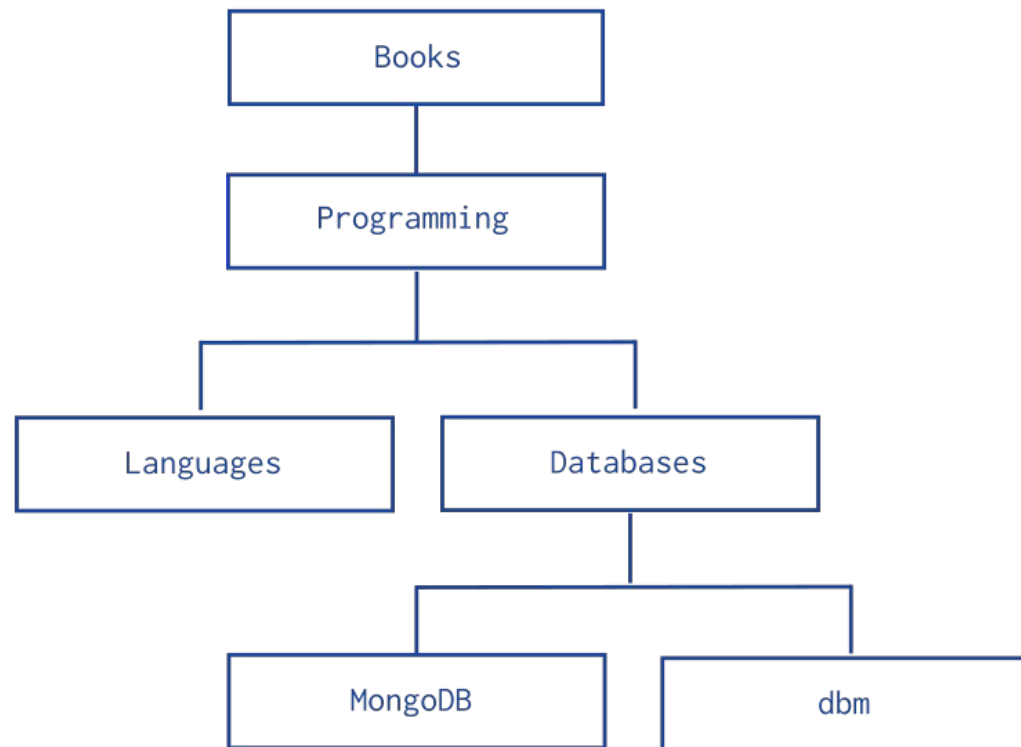 Books
Programming
Languages
Databases
MongoDB
dbm